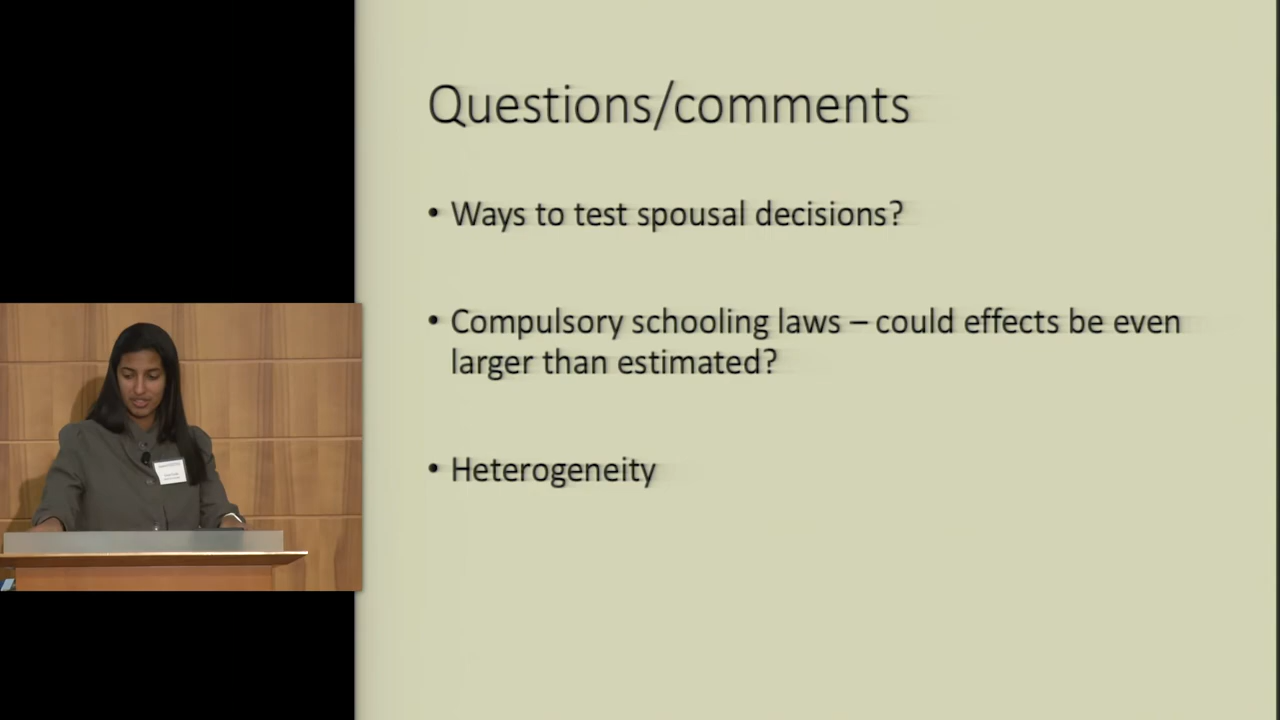 Questions/comments
• Ways to test spousal decisions?
• Compulsory schooling laws – could effects be even
larger than estimated?
• Heterogeneity